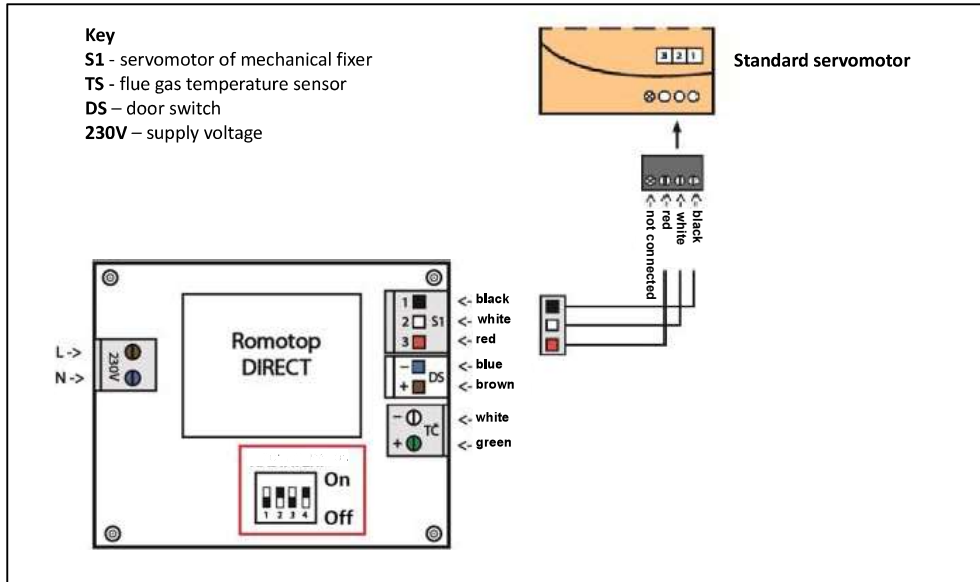 Key
S1 - servomotor of mechanical fixer
TS - flue gas temperature sensor
DS – door switch
230V – supply voltage
3 2 1
Standard servomotor
<- not connected
<- red
<- white
<- black
L ->
N ->
230V
Romotop
DIRECT
1
2 S1
3
<- black
<- white
<- red
- DS
+
<- blue
<- brown
- TČ
+
<- white
<- green
On
1 2 3 4
Off